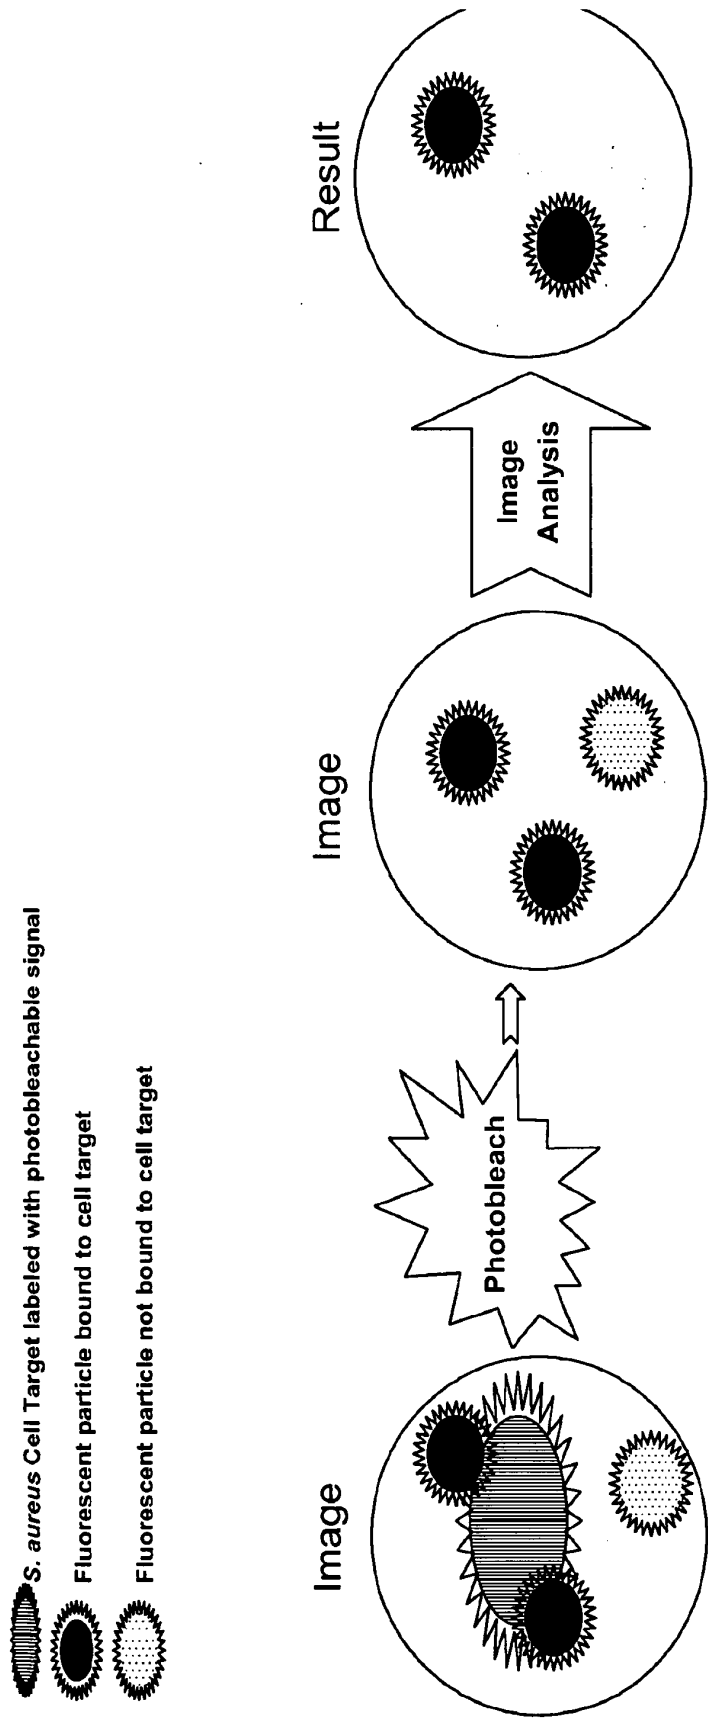 S. aureus Cell Target labeled with photobleachable signal
Fluorescent particle bound to cell target
Fluorescent particle not bound to cell target
Image
Photobleach
Image
Image
Analysis
Result